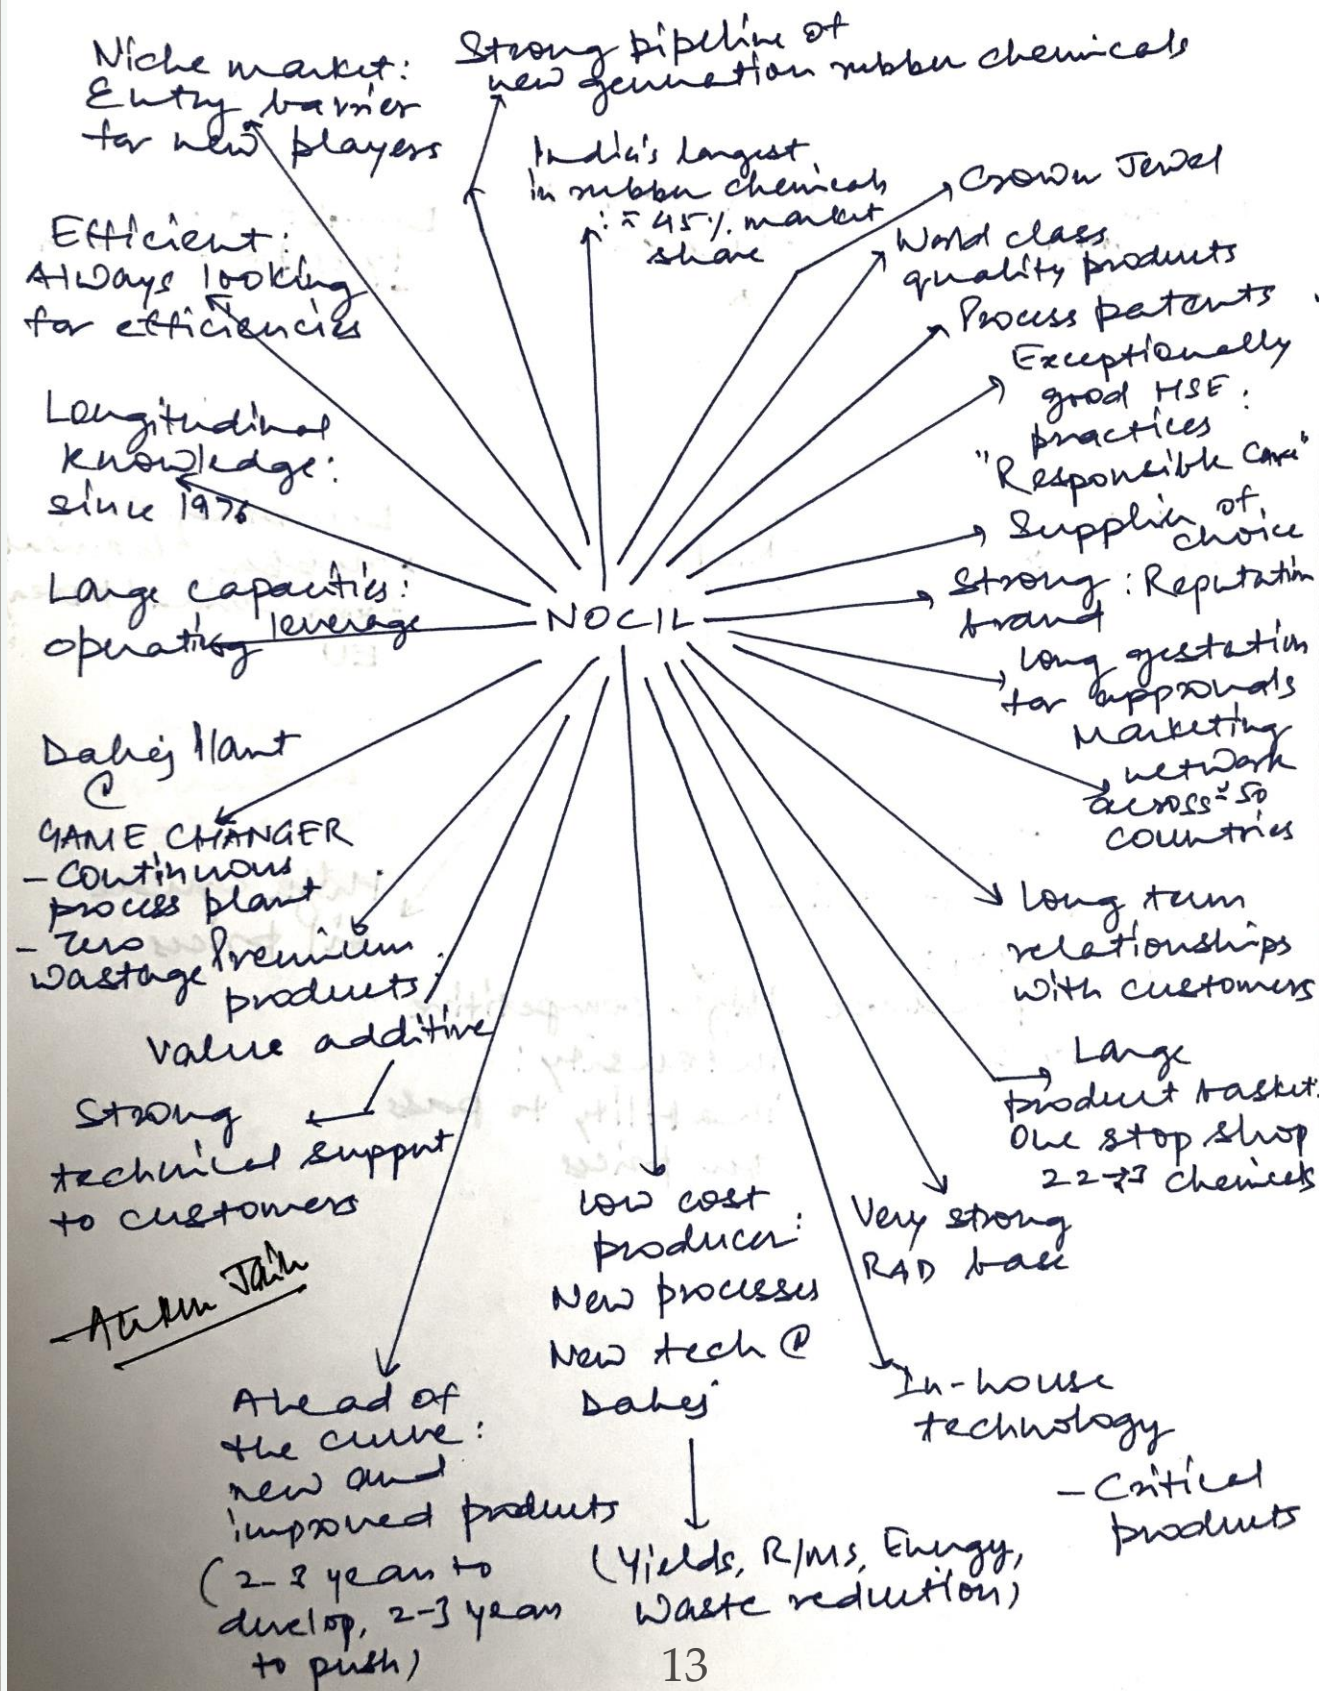 Niche market:
Entry barrier
for new players
Strong pipeline of
new generation rubber chemicals
India's largest
in rubber chemicals
: ≈ 45% market
share
Crown Jewel
World class
quality products
Process patents
Exceptionally
good HSE:
practices
"Responsible Care"
Supplier of
choice
Strong : Reputation
brand
Long gestation
for approvals
Marketing
network
across ≈ 50
countries
Long term
relationships
with customers
Large
product basket:
One stop shop
22-23 chemicals
Very strong
R&D base
In-house
technology
- Critical
products
Low cost
producer:
New processes
New tech @
Dahej
(Yields, R/Ms, Energy,
Waste reduction)
Ahead of
the curve:
new and
improved products
(2-3 years to
develop, 2-3 years
to push)
Strong
technical support
to customers
Premium
products:
Value additive
Dahej Plant
@
GAME CHANGER
- Continuous
process plant
- Zero
wastage
Large capacities:
operating leverage
Longitudinal
knowledge:
since 1976
Efficient:
Always looking
for efficiencies
NOCIL
Jain
13